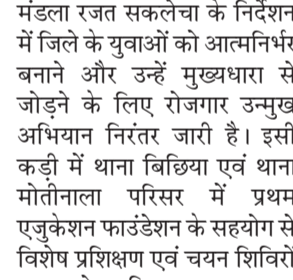 मंडला रजत सकलेचा के निर्देशन
में जिले के युवाओं को आत्मनिर्भर
बनाने और उन्हें मुख्यधारा से
जोड़ने के लिए रोजगार उन्मुख
अभियान निरंतर जारी है। इसी
कड़ी में थाना बिछिया एवं थाना
मोतीनाला परिसर में प्रथम
एजुकेशन फाउंडेशन के सहयोग से
विशेष प्रशिक्षण एवं चयन शिविरों